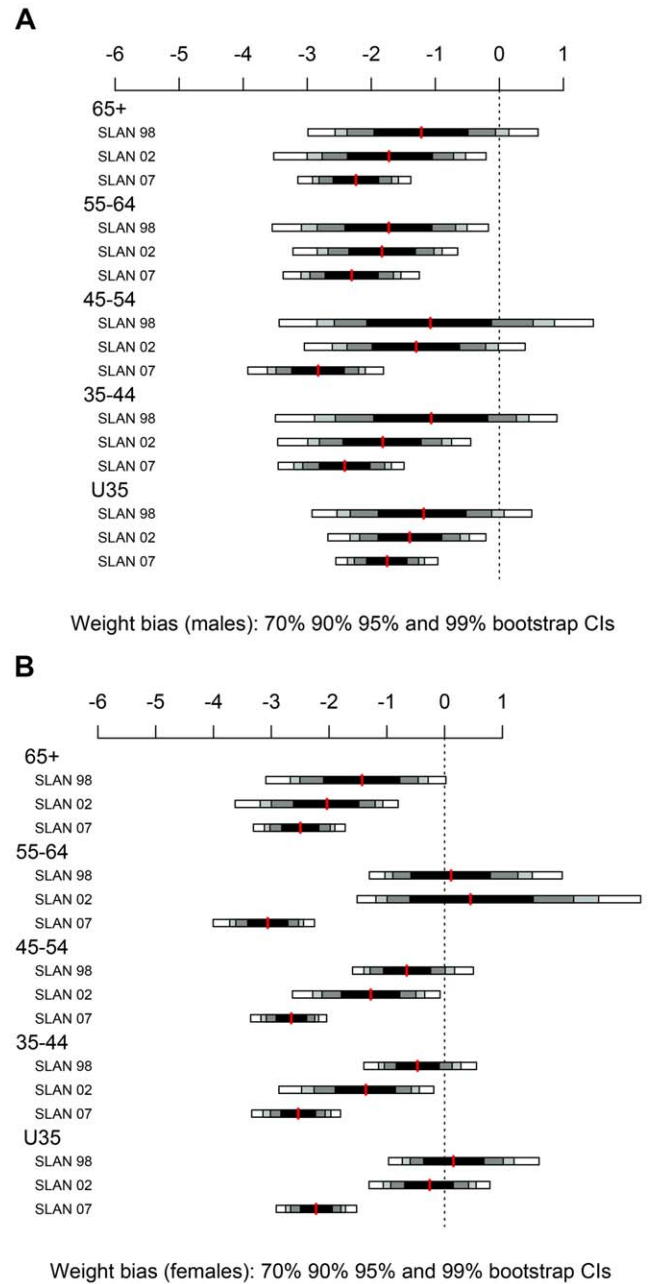 A
-6 -5 -4 -3 -2 -1 0 1
65+
SLAN 98
SLAN 02
SLAN 07
55-64
SLAN 98
SLAN 02
SLAN 07
45-54
SLAN 98
SLAN 02
SLAN 07
35-44
SLAN 98
SLAN 02
SLAN 07
U35
SLAN 98
SLAN 02
SLAN 07
Weight bias (males): 70% 90% 95% and 99% bootstrap CIs
B
-6 -5 -4 -3 -2 -1 0 1
65+
SLAN 98
SLAN 02
SLAN 07
55-64
SLAN 98
SLAN 02
SLAN 07
45-54
SLAN 98
SLAN 02
SLAN 07
35-44
SLAN 98
SLAN 02
SLAN 07
U35
SLAN 98
SLAN 02
SLAN 07
Weight bias (females): 70% 90% 95% and 99% bootstrap CIs